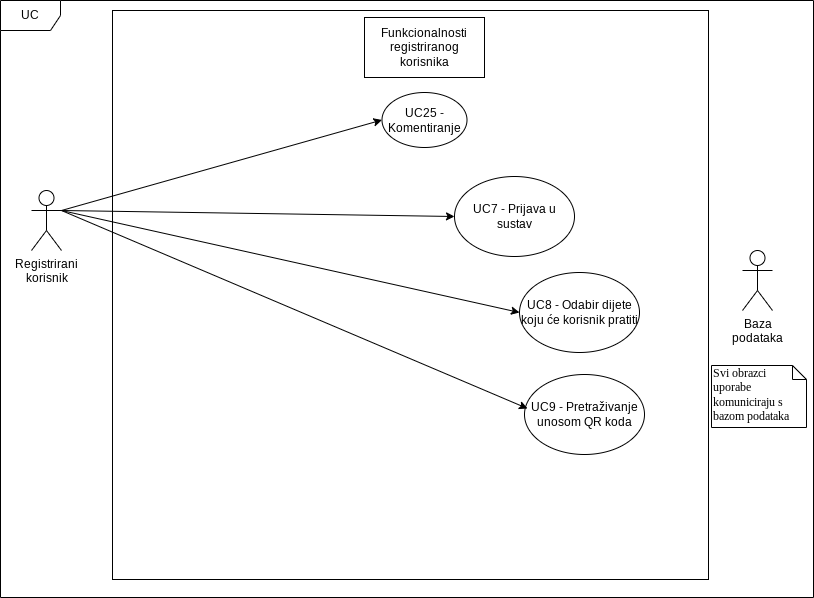 UC
Funkcionalnosti
registriranog
korisnika
UC25 -
Komentiranje
UC7 - Prijava u
sustav
Registrirani
korisnik
UC8 - Odabir dijete
koju će korisnik pratiti
Baza
podataka
Svi obrazci
uporabe
komuniciraju s
bazom podataka
UC9 - Pretraživanje
unosom QR koda